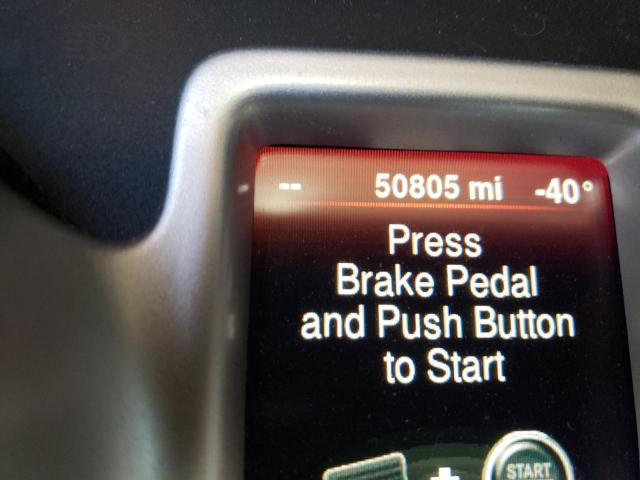 -- 50805 mi -40°
Press
Brake Pedal
and Push Button
to Start
START